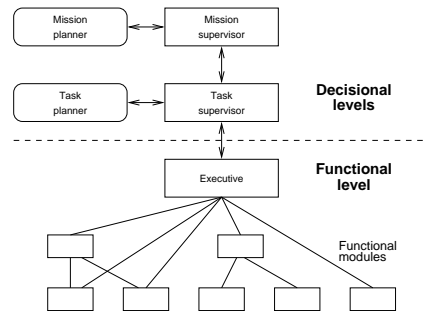 Mission
planner
Mission
supervisor
Task
planner
Task
supervisor
Decisional
levels
Executive
Functional
level
Functional
modules